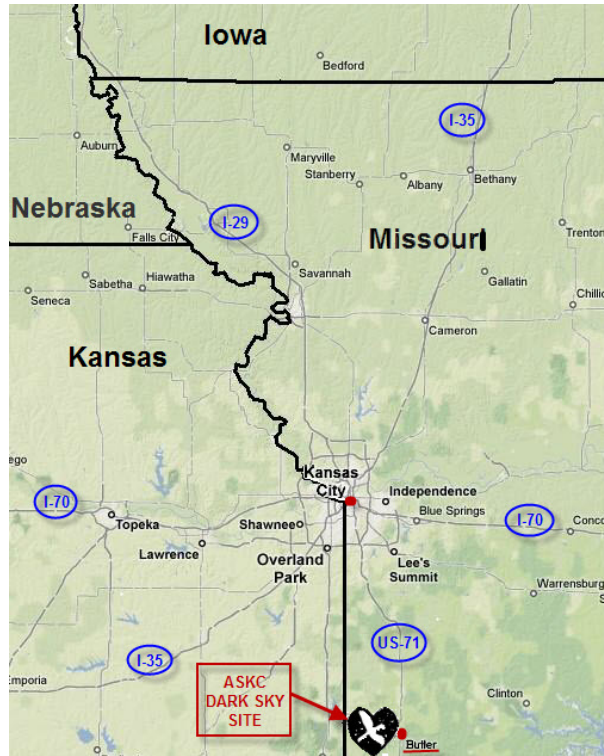 Iowa
Bedford
I-35
Auburn
Maryville
Stanberry
Albany
Bethany
Nebraska
I-29
Missouri
Trenton
Falls City
Savannah
Sabetha
Hiawatha
Gallatin
Seneca
Chillic
Cameron
Kansas
ego
Kansas
City
I-70
Independence
Topeka
Shawnee
Blue Springs
I-70
Conco
Lawrence
Overland
Park
Lee's
Summit
Warrensburg
US-71
I-35
Emporia
ASKC
DARK SKY
SITE
Clinton
Butler